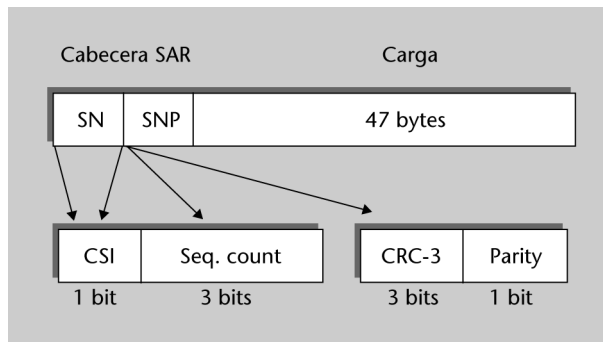 Cabecera SAR Carga
SN SNP 47 bytes
CSI Seq. count CRC-3 Parity
1 bit 3 bits 3 bits 1 bit